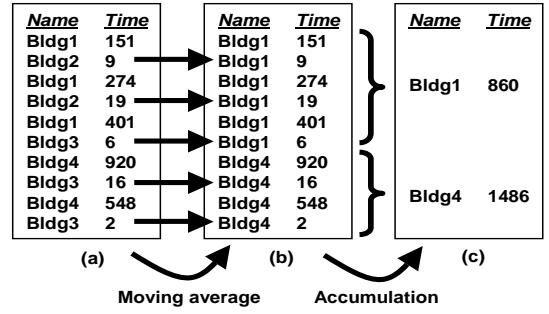 Name Time
Bldg1 151
Bldg2 9
Bldg1 274
Bldg2 19
Bldg1 401
Bldg3 6
Bldg4 920
Bldg3 16
Bldg4 548
Bldg3 2
(a)
Name Time
Bldg1 151
Bldg1 9
Bldg1 274
Bldg1 19
Bldg1 401
Bldg1 6
Bldg4 920
Bldg4 16
Bldg4 548
Bldg4 2
(b)
Name Time
Bldg1 860
Bldg4 1486
(c)
Moving average
Accumulation